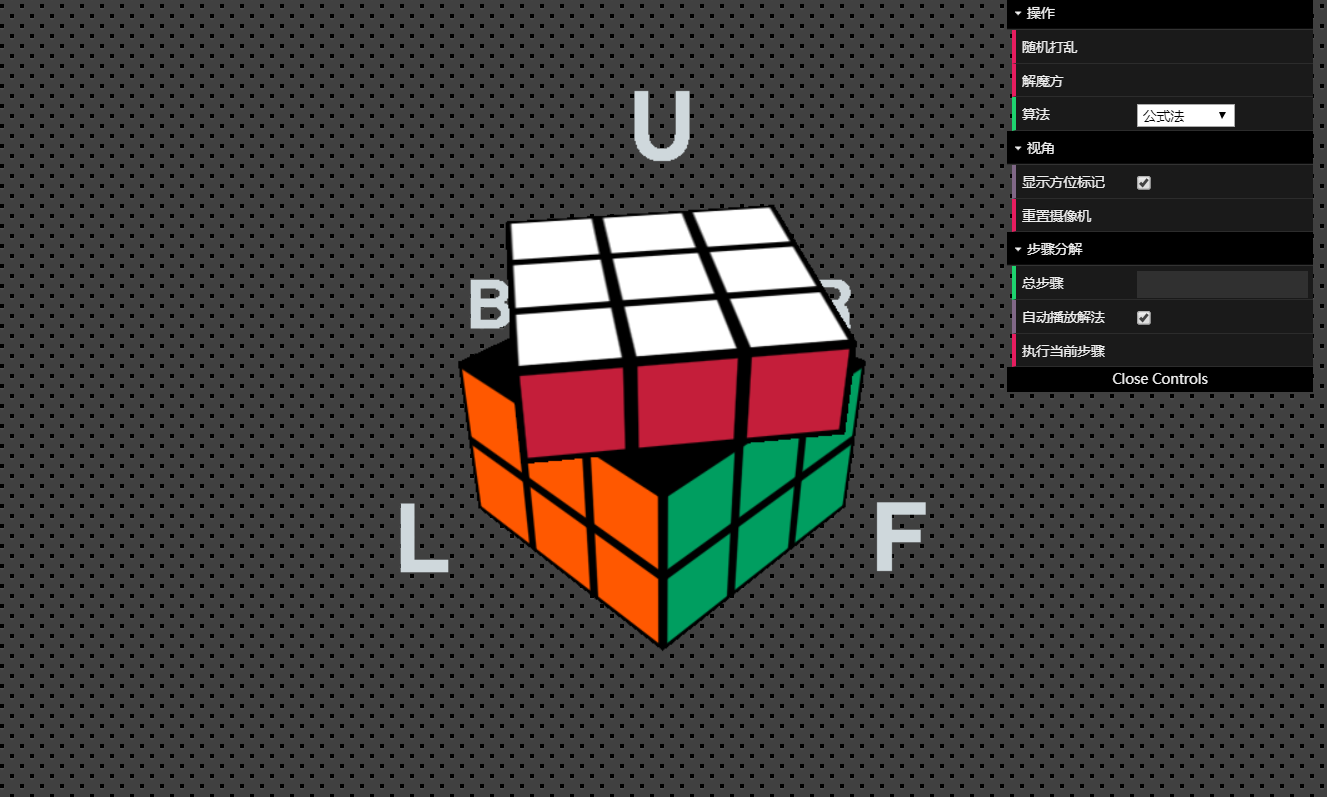 U
B
R
L
F
操作
随机打乱
解魔方
算法 公式法
视角
显示方位标记
重置摄像机
步骤分解
总步骤
自动播放解法
执行当前步骤
Close Controls